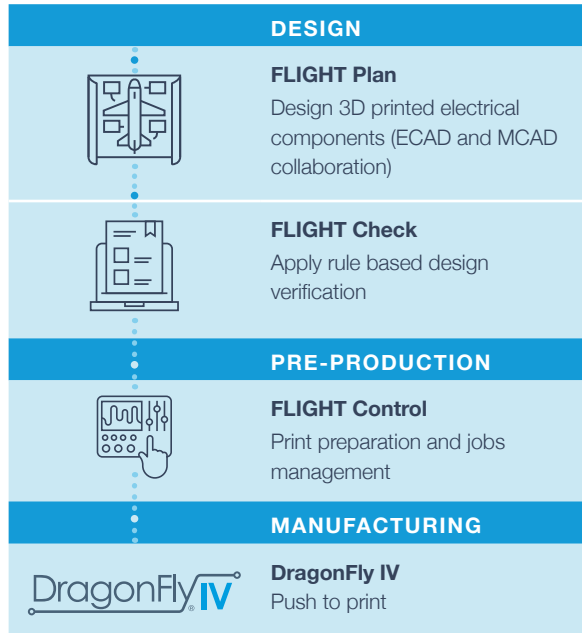 DESIGN
FLIGHT Plan
Design 3D printed electrical
components (ECAD and MCAD
collaboration)
FLIGHT Check
Apply rule based design
verification
PRE-PRODUCTION
FLIGHT Control
Print preparation and jobs
management
MANUFACTURING
DragonFly® IV
DragonFly IV
Push to print